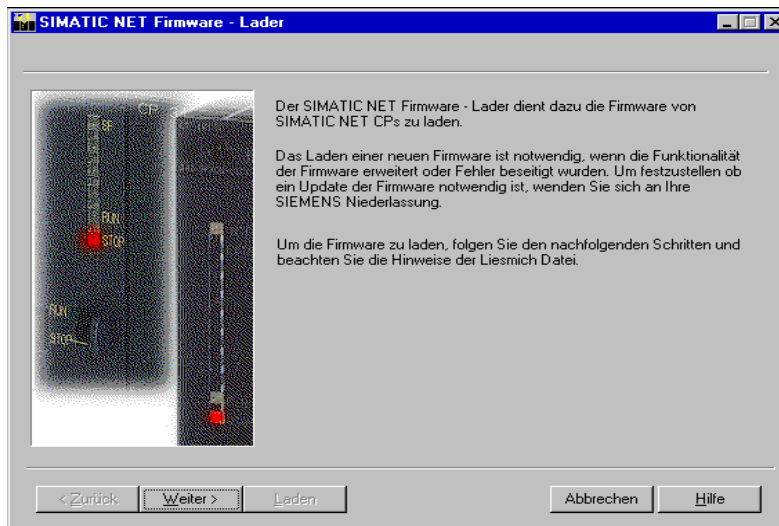 SIMATIC NET Firmware - Lader
CP
SF
RUN
STOP
RUN
STOP
Der SIMATIC NET Firmware - Lader dient dazu die Firmware von
SIMATIC NET CPs zu laden.
Das Laden einer neuen Firmware ist notwendig, wenn die Funktionalität
der Firmware erweitert oder Fehler beseitigt wurden. Um festzustellen ob
ein Update der Firmware notwendig ist, wenden Sie sich an Ihre
SIEMENS Niederlassung.
Um die Firmware zu laden, folgen Sie den nachfolgenden Schritten und
beachten Sie die Hinweise der Liesmich Datei.
< Zurück
Weiter >
Laden
Abbrechen
Hilfe